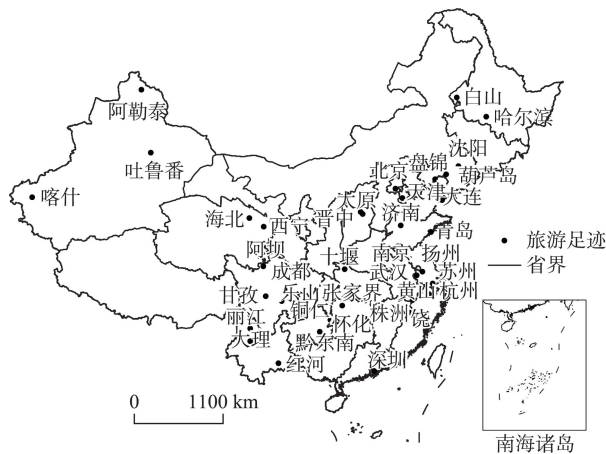 白山
阿勒泰
哈尔滨
沈阳
吐鲁番
北京
盘锦
葫芦岛
喀什
天津
大连
太原
海北
西宁
晋中
济南
青岛
旅游足迹
阿坝
十堰
南京
扬州
省界
成都
武汉
苏州
甘孜
乐山
张家界
黄山
杭州
丽江
铜仁
怀化
株洲
饶
大理
黔东南
红河
深圳
0
1100 km
南海诸岛